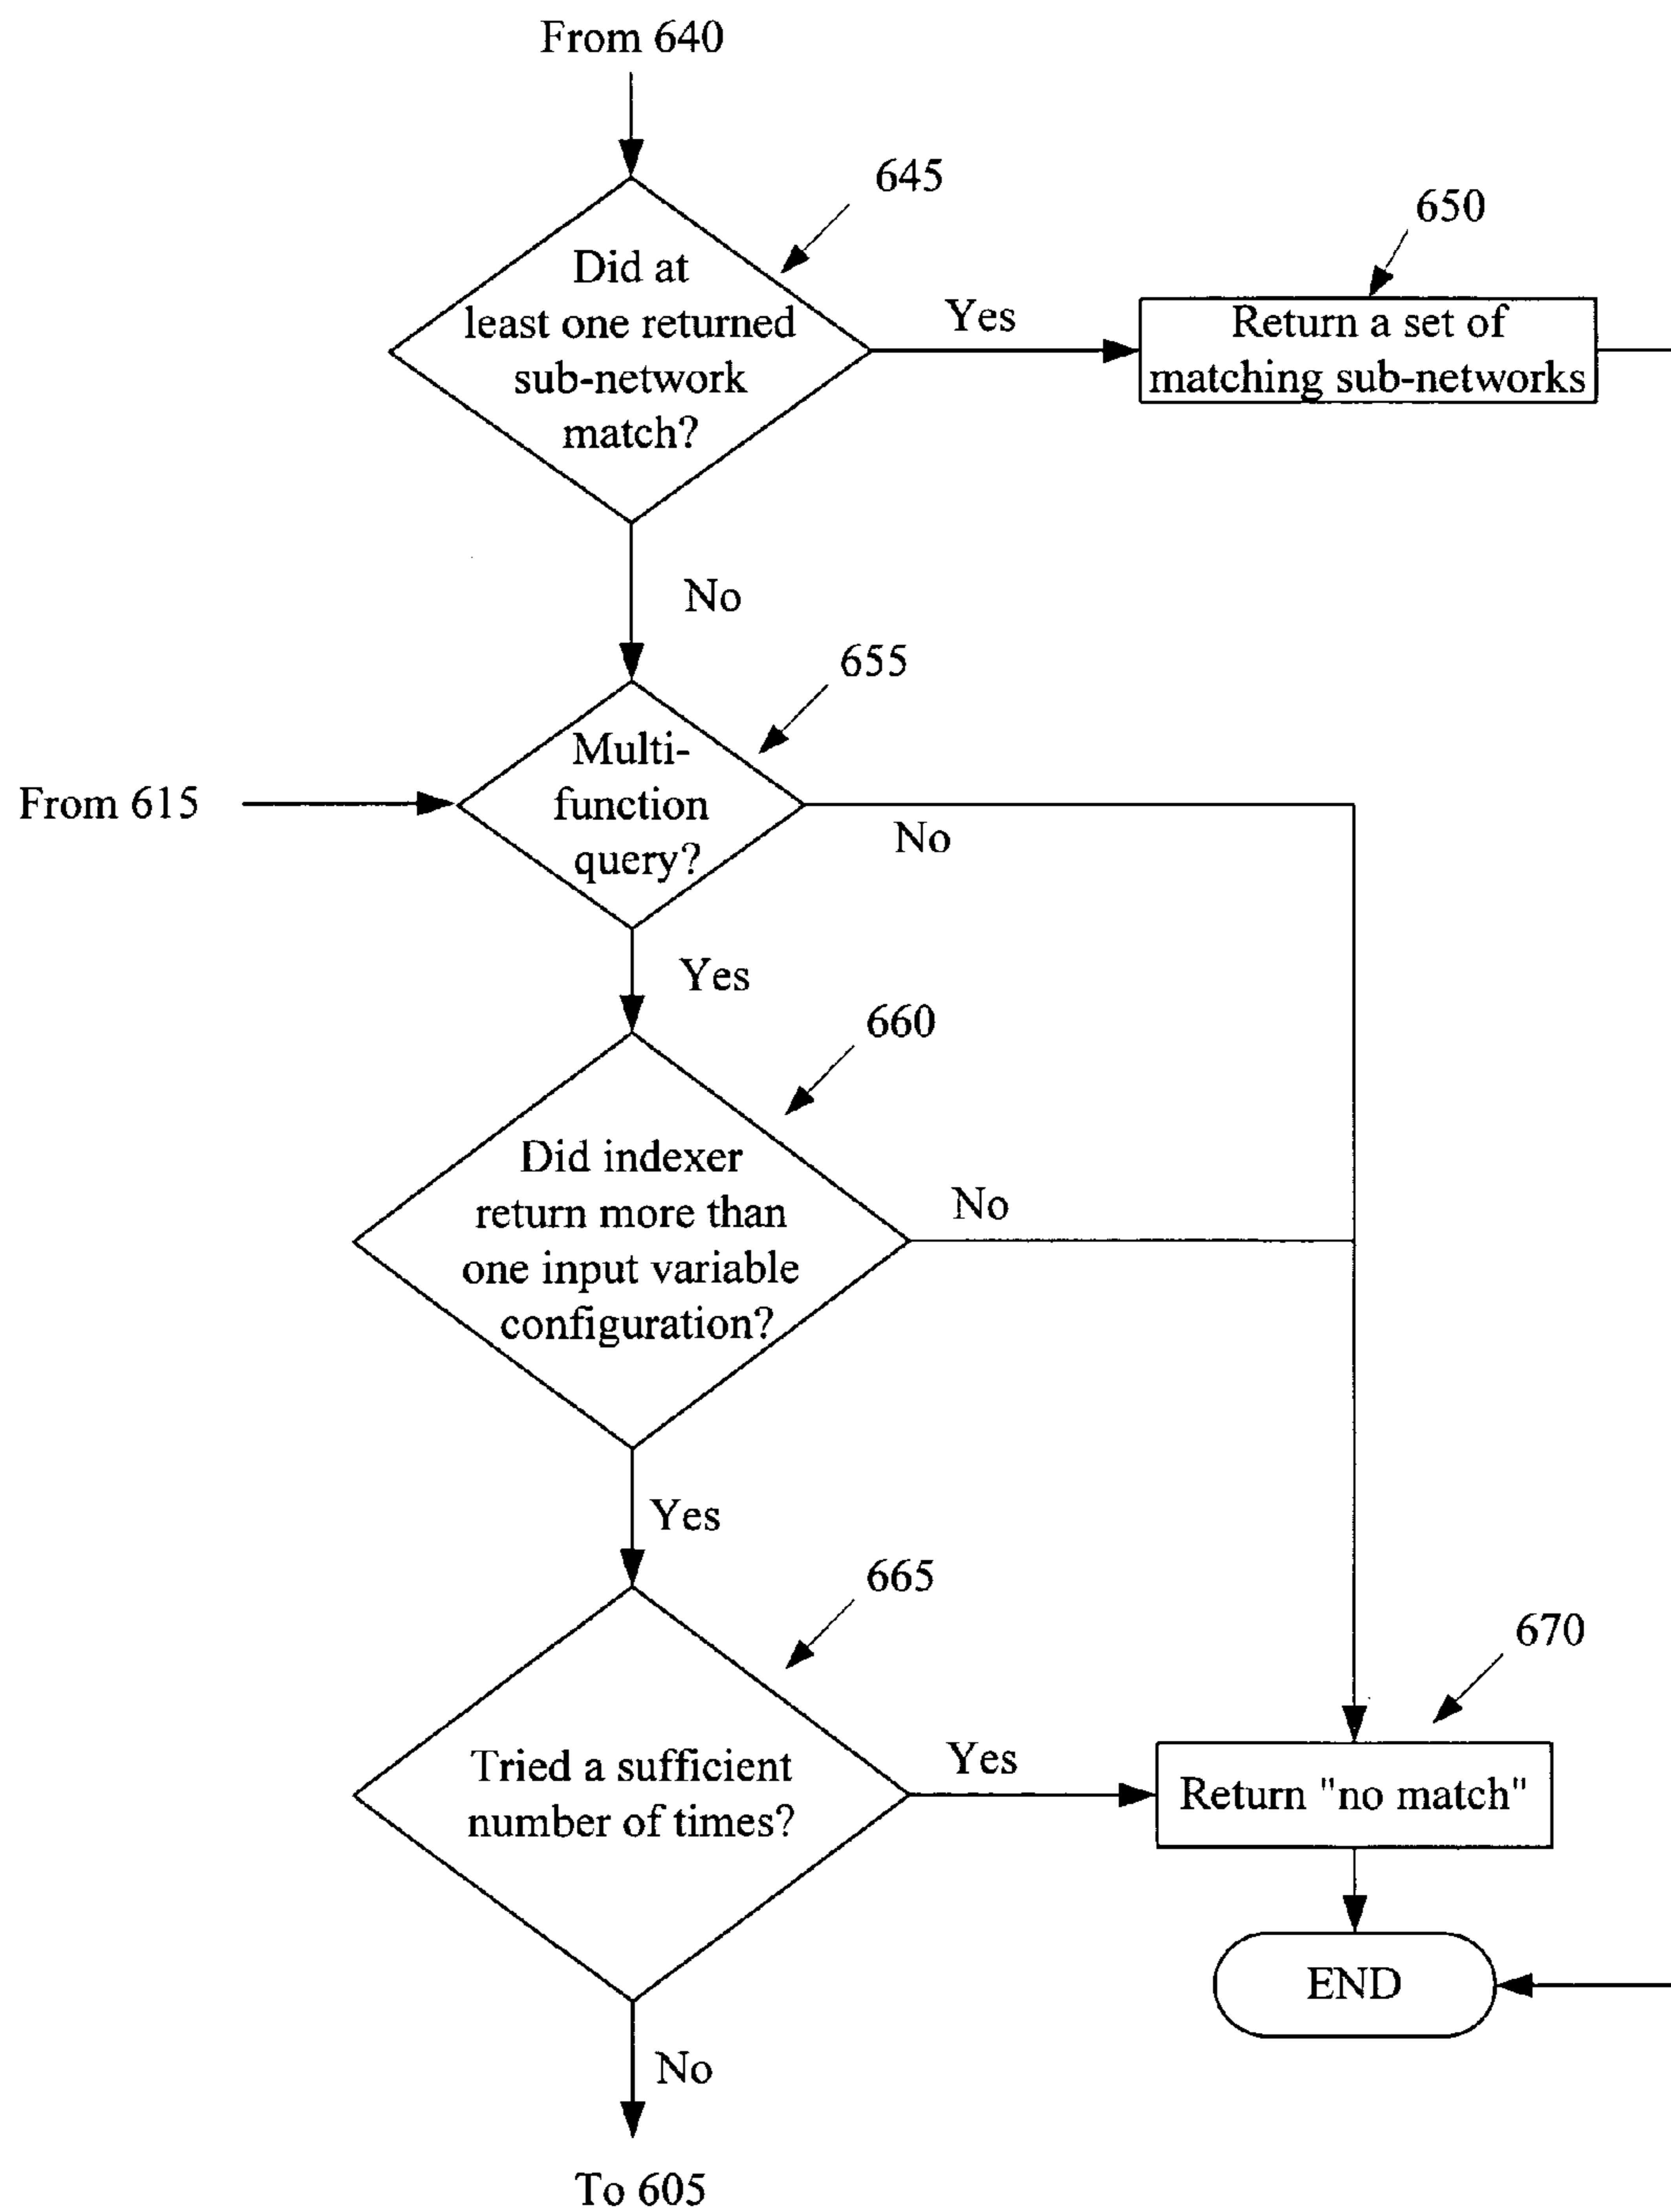 From 640
645
650
Did at
least one returned
sub-network
match?
Yes
Return a set of
matching sub-networks
No
655
From 615
Multi-
function
query?
No
Yes
660
Did indexer
return more than
one input variable
configuration?
No
Yes
665
670
Tried a sufficient
number of times?
Yes
Return "no match"
END
No
To 605